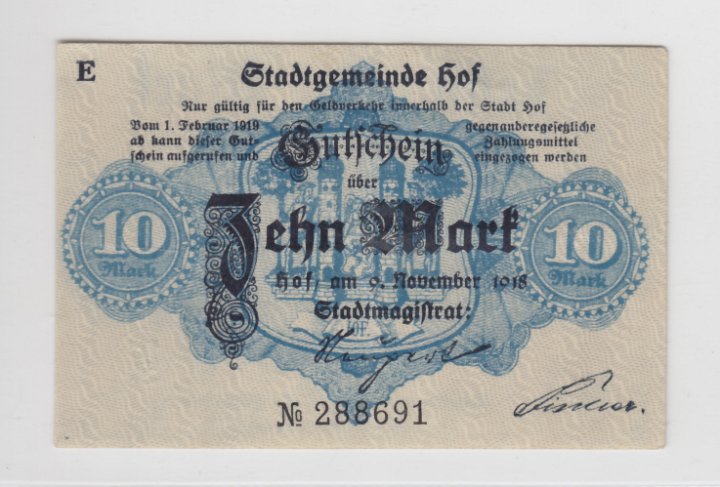 E
Stadtgemeinde Hof
Nur gültig für den Geldverkehr innerhalb der Stadt Hof
Vom 1. Februar 1919
ab kann dieser Gut-
schein aufgerufen und
gegen andere gesetzliche
Zahlungsmittel
eingezogen werden
Gutschein
über
Zehn Mark
10
Mark
10
Mark
Hof, am 9. November 1918
Stadtmagistrat:
№ 288691